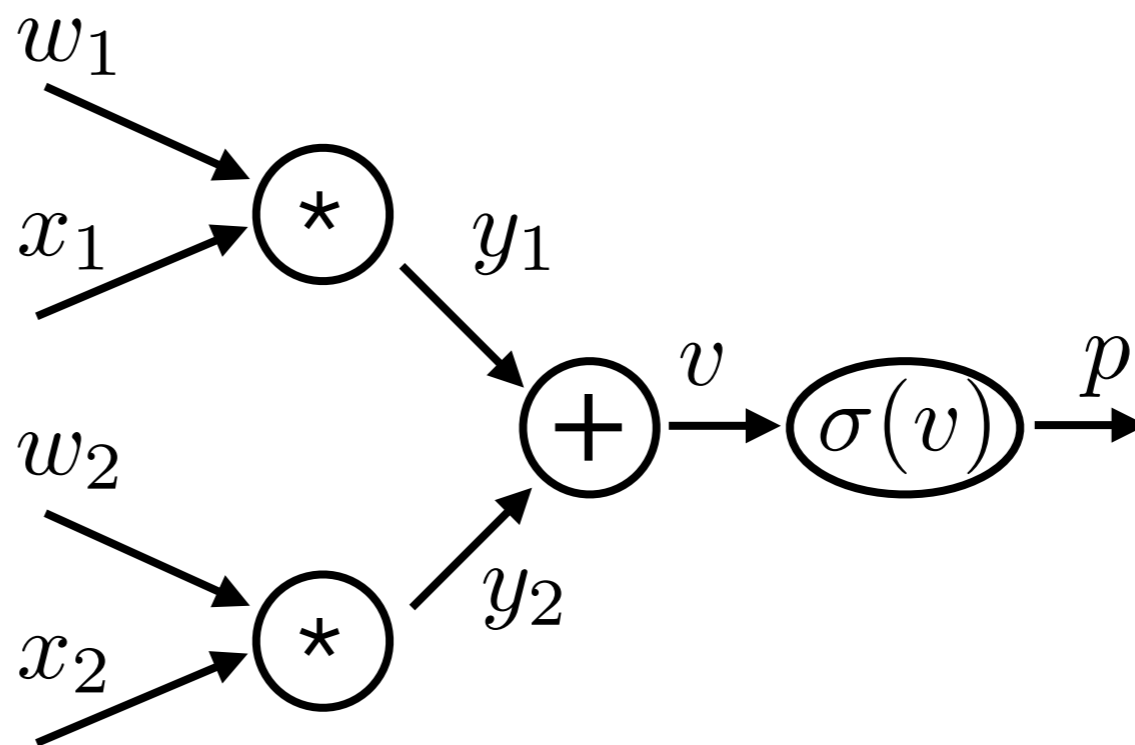 w₁
*
x₁
y₁
v
p
+
σ(v)
w₂
y₂
*
x₂